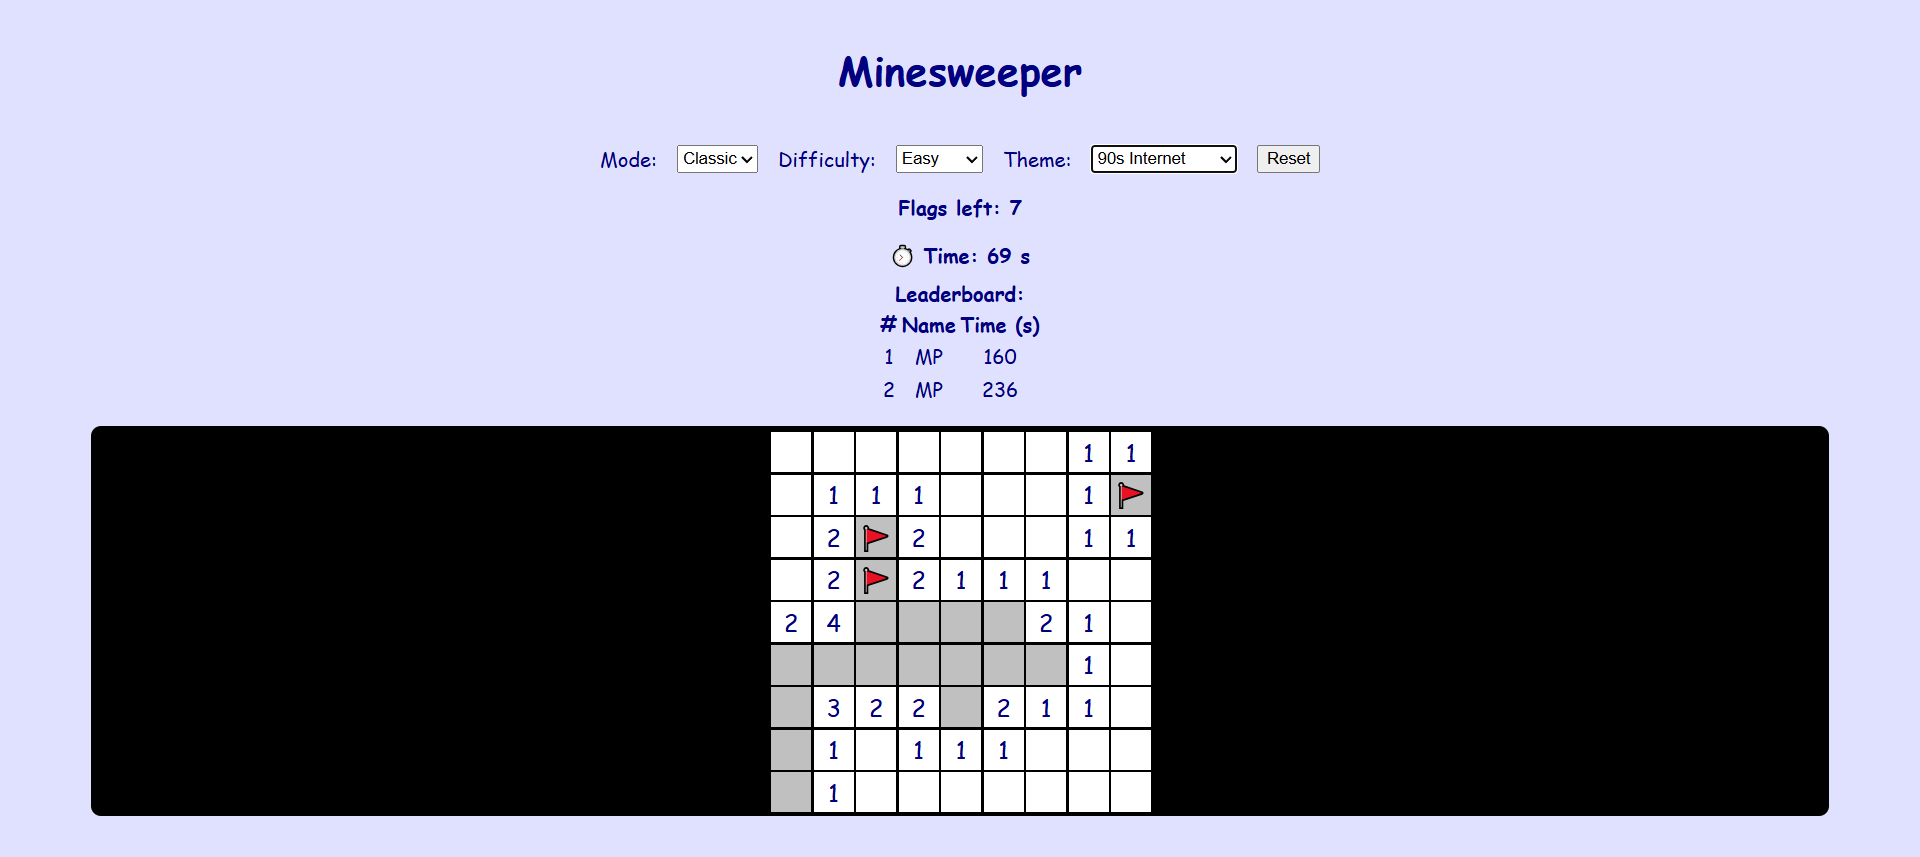 Minesweeper
Mode: Classic Difficulty: Easy Theme: 90s Internet Reset
Flags left: 7
Time: 69 s
Leaderboard:
# Name Time (s)
1 MP 160
2 MP 236
1 1
1 1 1 1
2 2 1 1
2 2 1 1 1
2 4 2 1
1
3 2 2 2 1 1
1 1 1 1
1